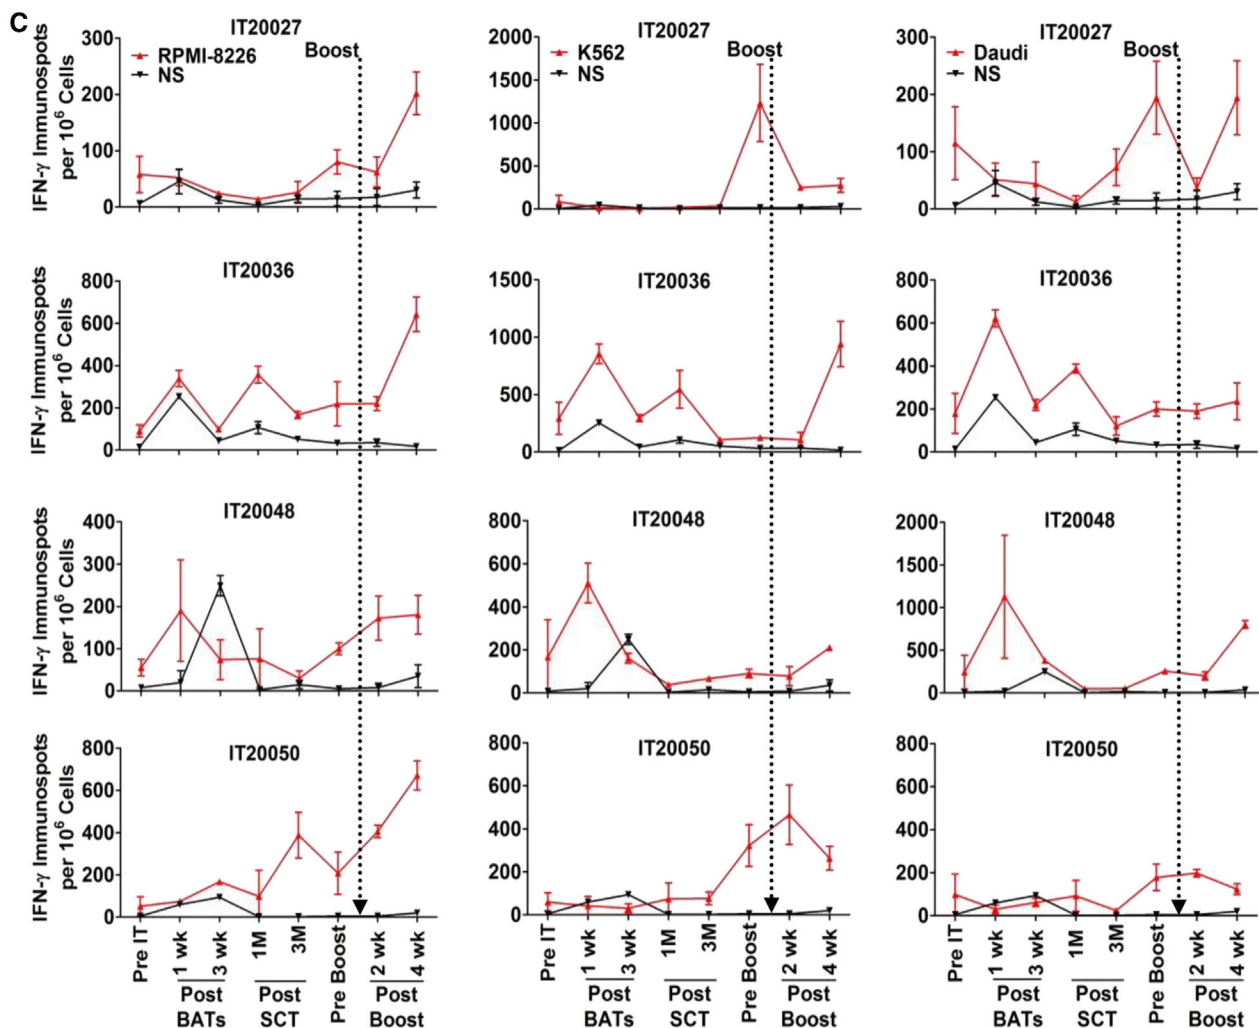 C
IT20027
IFN-γ Immunospots
per 10⁶ Cells
300
200
100
0
RPMI-8226
NS
Boost
IT20027
2000
1500
1000
500
0
K562
NS
Boost
IT20027
300
200
100
0
Daudi
NS
Boost
IT20036
IFN-γ Immunospots
per 10⁶ Cells
800
600
400
200
0
IT20036
1500
1000
500
0
IT20036
800
600
400
200
0
IT20048
IFN-γ Immunospots
per 10⁶ Cells
400
300
200
100
0
IT20048
800
600
400
200
0
IT20048
2000
1500
1000
500
0
IT20050
IFN-γ Immunospots
per 10⁶ Cells
800
600
400
200
0
IT20050
800
600
400
200
0
IT20050
800
600
400
200
0
Pre IT
1 wk
3 wk
1M
3M
Pre Boost
2 wk
4 wk
Post
BATs
Post
SCT
Post
Boost
Pre IT
1 wk
3 wk
1M
3M
Pre Boost
2 wk
4 wk
Post
BATs
Post
SCT
Post
Boost
Pre IT
1 wk
3 wk
1M
3M
Pre Boost
2 wk
4 wk
Post
BATs
Post
SCT
Post
Boost